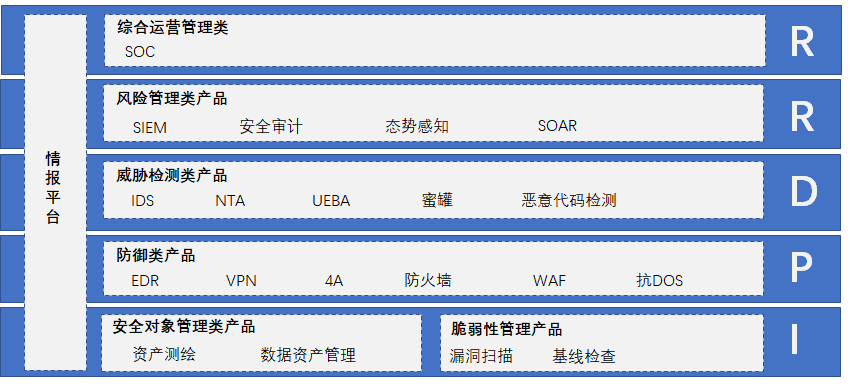 情报平台
综合运营管理类
SOC
R
风险管理类产品
SIEM 安全审计 态势感知 SOAR
R
威胁检测类产品
IDS NTA UEBA 蜜罐 恶意代码检测
D
防御类产品
EDR VPN 4A 防火墙 WAF 抗DOS
P
安全对象管理类产品
资产测绘 数据资产管理
脆弱性管理产品
漏洞扫描 基线检查
I